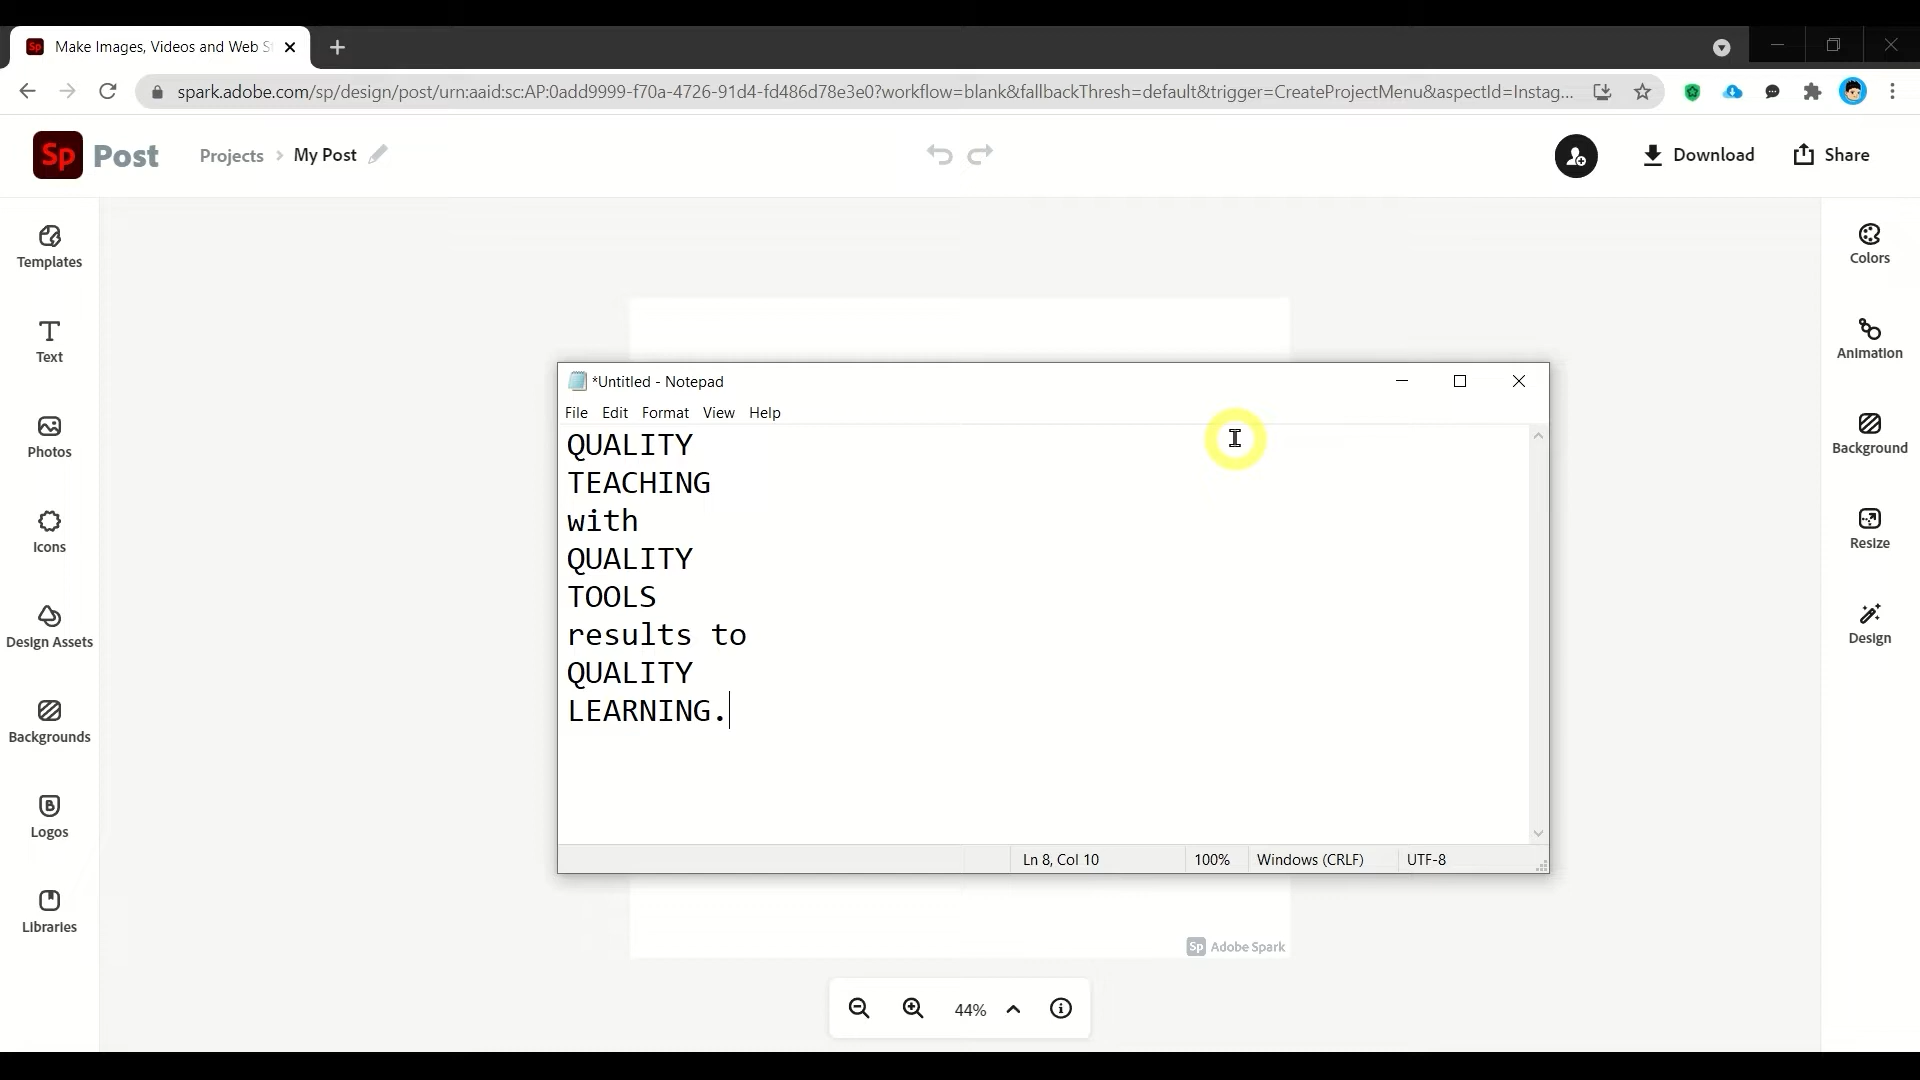 Make Images, Videos and Web S
spark.adobe.com/sp/design/post/urn:aaid:sc:AP:0add9999-f70a-4726-91d4-fd486d78e3e0?workflow=blank&fallbackThresh=default&trigger=CreateProjectMenu&aspectId=Instag...
Sp Post Projects > My Post Download Share
Templates
Text
Photos
Icons
Design Assets
Backgrounds
Logos
Libraries
*Untitled - Notepad
File Edit Format View Help
QUALITY
TEACHING
with
QUALITY
TOOLS
results to
QUALITY
LEARNING.
Ln 8, Col 10 100% Windows (CRLF) UTF-8
Sp Adobe Spark
44%
Colors
Animation
Background
Resize
Design